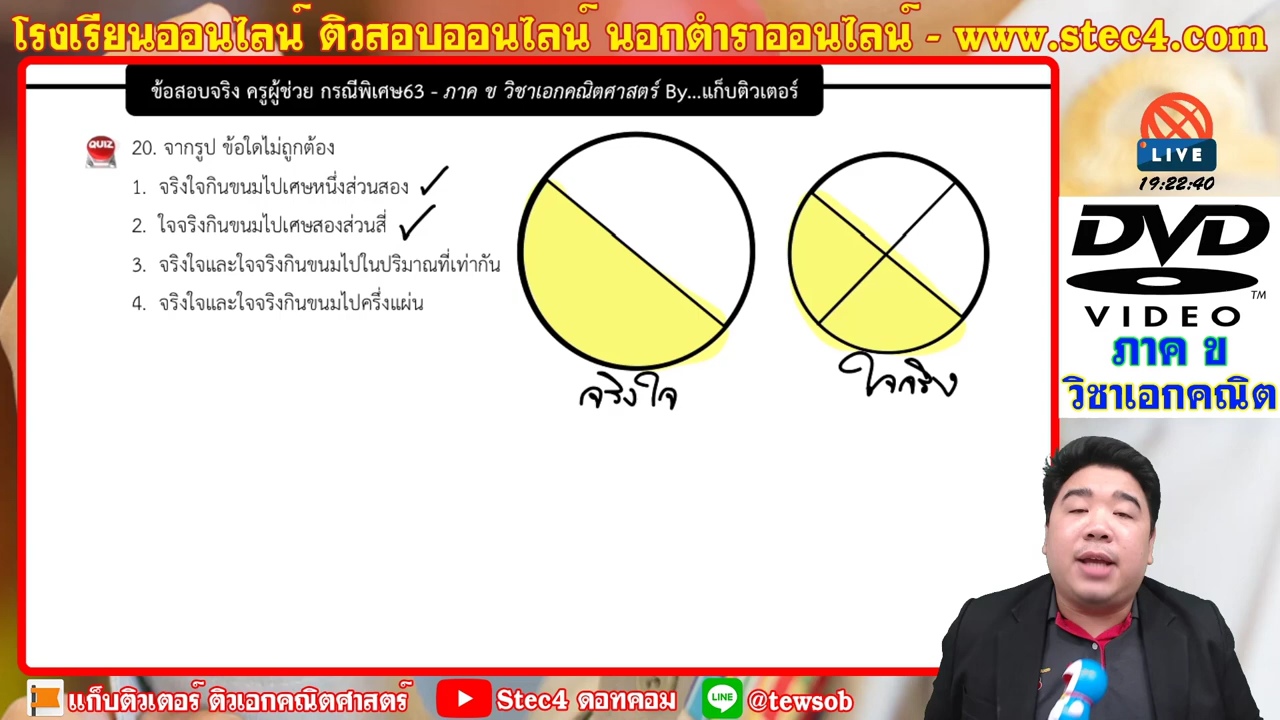 โรงเรียนออนไลน์ ติวสอบออนไลน์ นอกตำราออนไลน์ - www.stec4.com
ข้อสอบจริง ครูผู้ช่วย กรณีพิเศษ63 - ภาค ข วิชาเอกคณิตศาสตร์ By...แก็บติวเตอร์
QUIZ
20. จากรูป ข้อใดไม่ถูกต้อง
1. จริงใจกินขนมไปเศษหนึ่งส่วนสอง
2. ใจจริงกินขนมไปเศษสองส่วนสี่
3. จริงใจและใจจริงกินขนมไปในปริมาณที่เท่ากัน
4. จริงใจและใจจริงกินขนมไปครึ่งแผ่น
จริงใจ
ใจจริง
LIVE
19:22:40
DVD
TM
VIDEO
ภาค ข
วิชาเอกคณิต
แก็บติวเตอร์ ติวเอกคณิตศาสตร์
Stec4 ดอทคอม
LINE
@tewsob